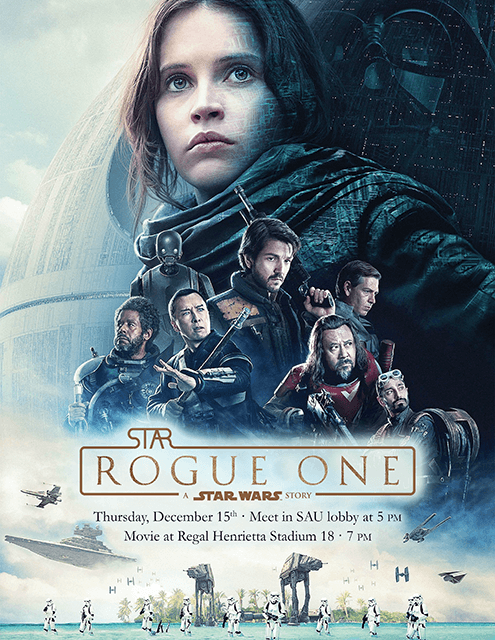 STAR
ROGUE ONE
A STAR WARS STORY
Thursday, December 15th · Meet in SAU lobby at 5 PM
Movie at Regal Henrietta Stadium 18 · 7 PM